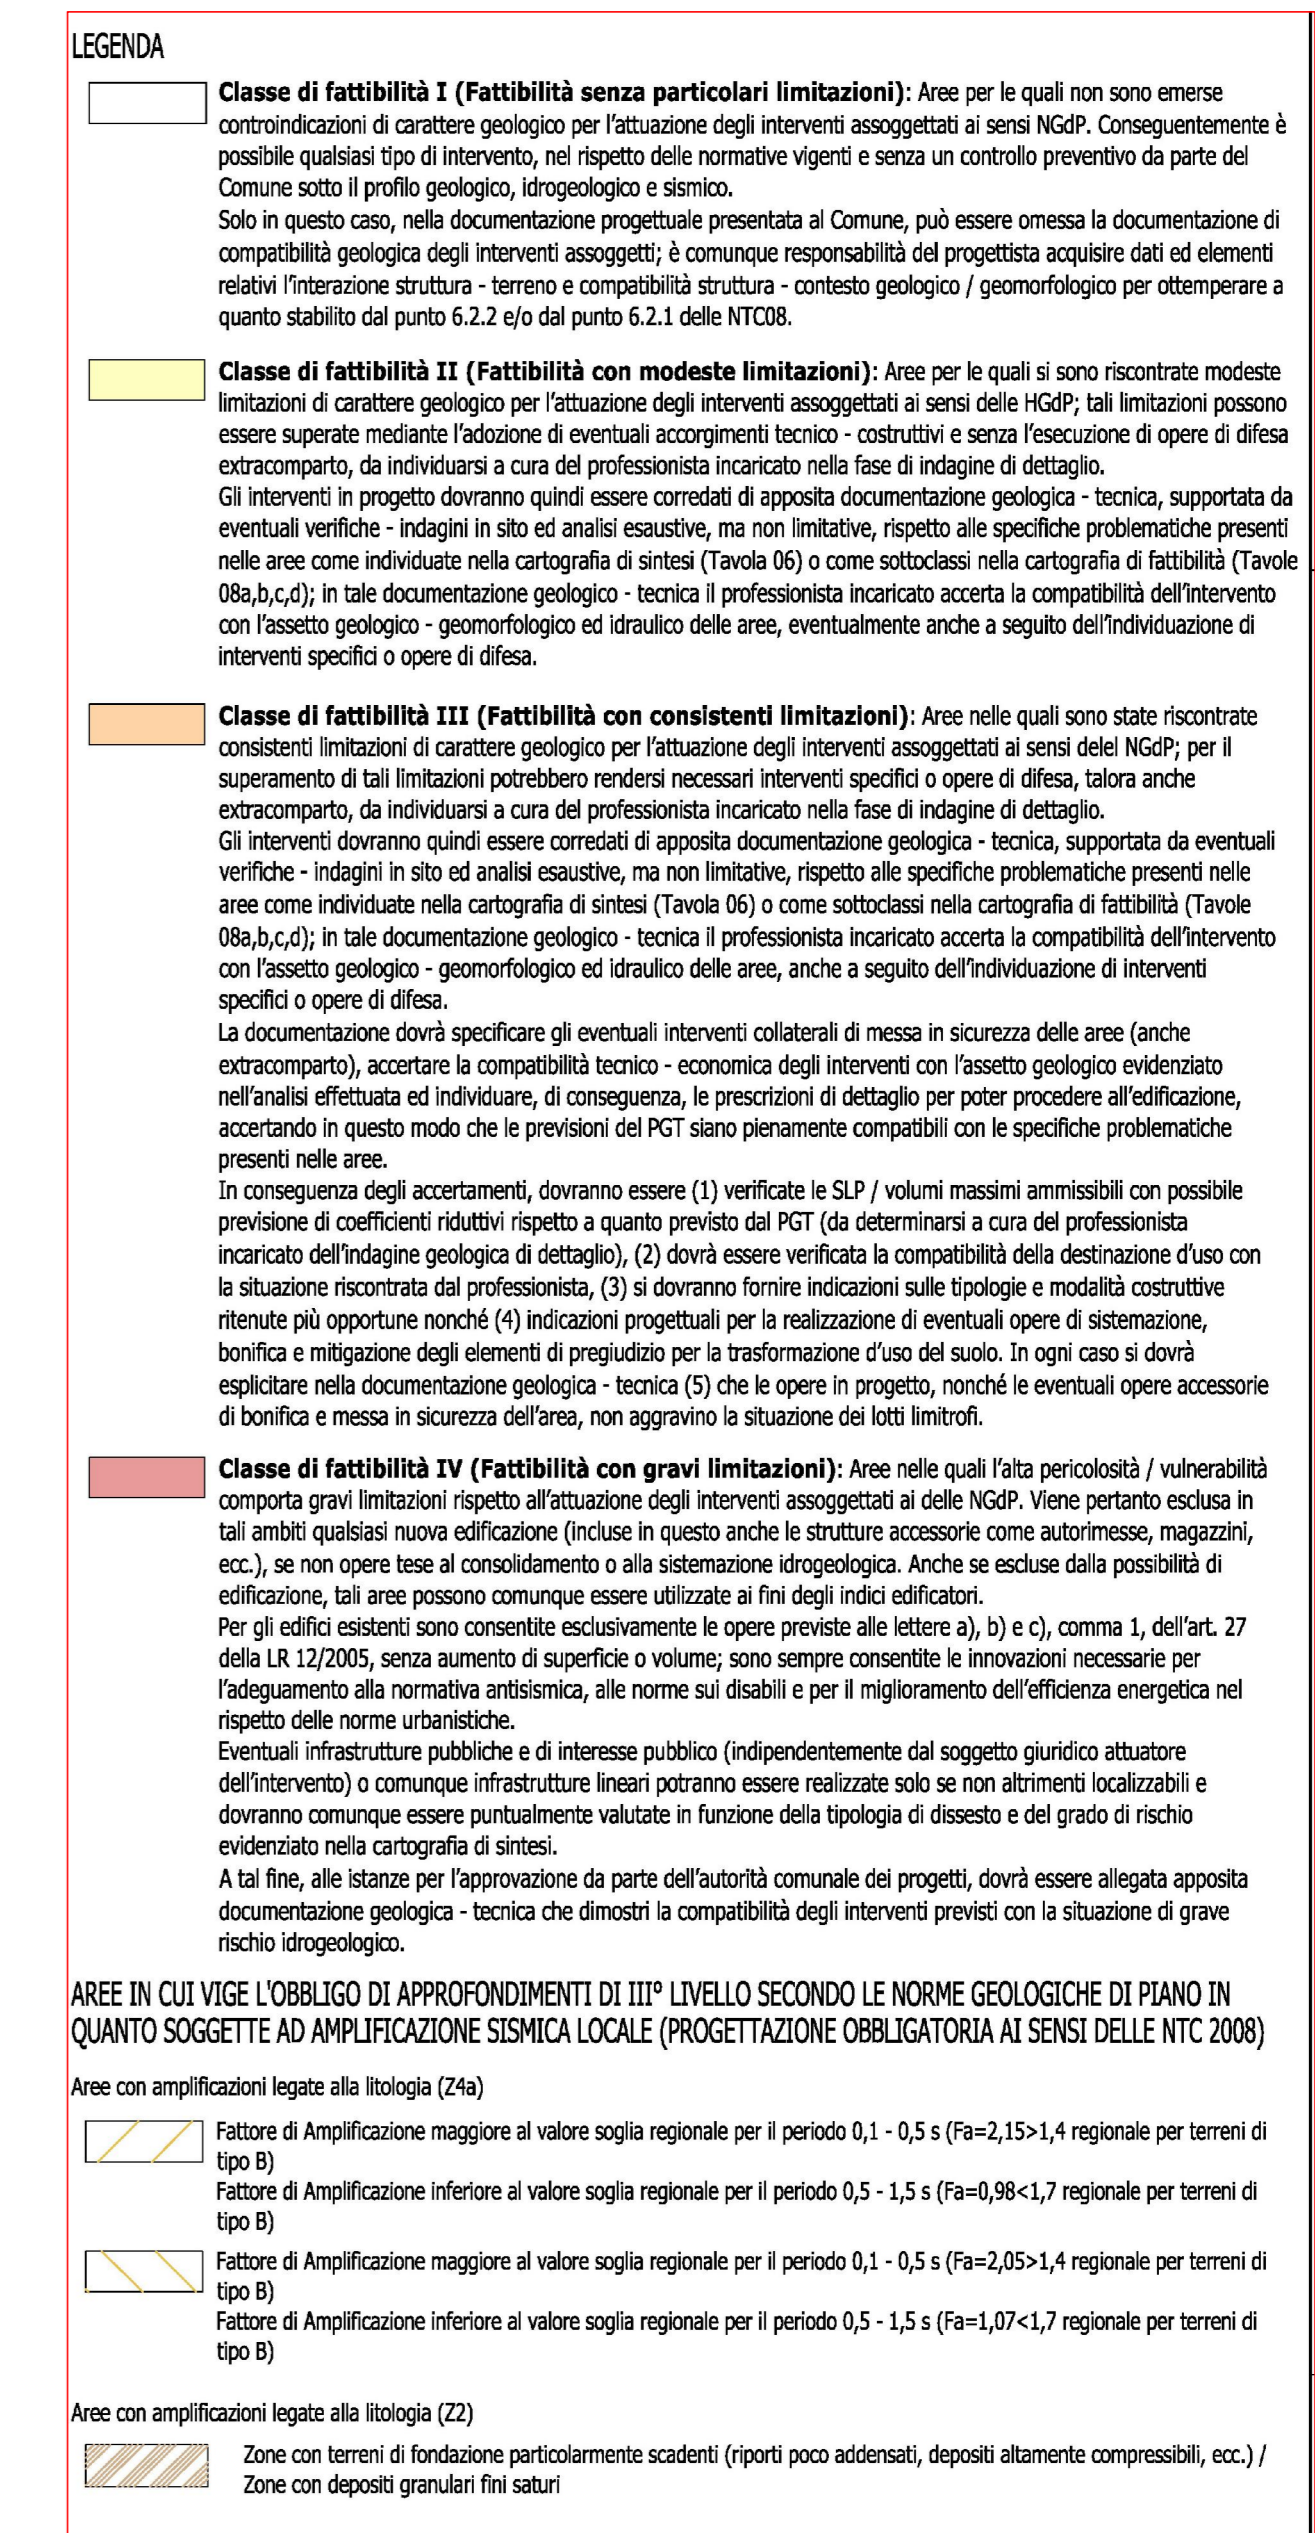 LEGENDA
Classe di fattibilità I (Fattibilità senza particolari limitazioni): Aree per le quali non sono emerse
controindicazioni di carattere geologico per l'attuazione degli interventi assoggettati ai sensi NGdP. Conseguentemente è
possibile qualsiasi tipo di intervento, nel rispetto delle normative vigenti e senza un controllo preventivo da parte del
Comune sotto il profilo geologico, idrogeologico e sismico.
Solo in questo caso, nella documentazione progettuale presentata al Comune, può essere omessa la documentazione di
compatibilità geologica degli interventi assoggetti; è comunque responsabilità del progettista acquisire dati ed elementi
relativi l'interazione struttura - terreno e compatibilità struttura - contesto geologico / geomorfologico per ottemperare a
quanto stabilito dal punto 6.2.2 e/o dal punto 6.2.1 delle NTC08.
Classe di fattibilità II (Fattibilità con modeste limitazioni): Aree per le quali si sono riscontrate modeste
limitazioni di carattere geologico per l'attuazione degli interventi assoggettati ai sensi delle HGdP; tali limitazioni possono
essere superate mediante l'adozione di eventuali accorgimenti tecnico - costruttivi e senza l'esecuzione di opere di difesa
extracomparto, da individuarsi a cura del professionista incaricato nella fase di indagine di dettaglio.
Gli interventi in progetto dovranno quindi essere corredati di apposita documentazione geologica - tecnica, supportata da
eventuali verifiche - indagini in sito ed analisi esaustive, ma non limitative, rispetto alle specifiche problematiche presenti
nelle aree come individuate nella cartografia di sintesi (Tavola 06) o come sottoclassi nella cartografia di fattibilità (Tavole
08a,b,c,d); in tale documentazione geologico - tecnica il professionista incaricato accerta la compatibilità dell'intervento
con l'assetto geologico - geomorfologico ed idraulico delle aree, eventualmente anche a seguito dell'individuazione di
interventi specifici o opere di difesa.
Classe di fattibilità III (Fattibilità con consistenti limitazioni): Aree nelle quali sono state riscontrate
consistenti limitazioni di carattere geologico per l'attuazione degli interventi assoggettati ai sensi delel NGdP; per il
superamento di tali limitazioni potrebbero rendersi necessari interventi specifici o opere di difesa, talora anche
extracomparto, da individuarsi a cura del professionista incaricato nella fase di indagine di dettaglio.
Gli interventi dovranno quindi essere corredati di apposita documentazione geologica - tecnica, supportata da eventuali
verifiche - indagini in sito ed analisi esaustive, ma non limitative, rispetto alle specifiche problematiche presenti nelle
aree come individuate nella cartografia di sintesi (Tavola 06) o come sottoclassi nella cartografia di fattibilità (Tavole
08a,b,c,d); in tale documentazione geologico - tecnica il professionista incaricato accerta la compatibilità dell'intervento
con l'assetto geologico - geomorfologico ed idraulico delle aree, anche a seguito dell'individuazione di interventi
specifici o opere di difesa.
La documentazione dovrà specificare gli eventuali interventi collaterali di messa in sicurezza delle aree (anche
extracomparto), accertare la compatibilità tecnico - economica degli interventi con l'assetto geologico evidenziato
nell'analisi effettuata ed individuare, di conseguenza, le prescrizioni di dettaglio per poter procedere all'edificazione,
accertando in questo modo che le previsioni del PGT siano pienamente compatibili con le specifiche problematiche
presenti nelle aree.
In conseguenza degli accertamenti, dovranno essere (1) verificate le SLP / volumi massimi ammissibili con possibile
previsione di coefficienti riduttivi rispetto a quanto previsto dal PGT (da determinarsi a cura del professionista
incaricato dell'indagine geologica di dettaglio), (2) dovrà essere verificata la compatibilità della destinazione d'uso con
la situazione riscontrata dal professionista, (3) si dovranno fornire indicazioni sulle tipologie e modalità costruttive
ritenute più opportune nonché (4) indicazioni progettuali per la realizzazione di eventuali opere di sistemazione,
bonifica e mitigazione degli elementi di pregiudizio per la trasformazione d'uso del suolo. In ogni caso si dovrà
esplicitare nella documentazione geologica - tecnica (5) che le opere in progetto, nonché le eventuali opere accessorie
di bonifica e messa in sicurezza dell'area, non aggravino la situazione dei lotti limitrofi.
Classe di fattibilità IV (Fattibilità con gravi limitazioni): Aree nelle quali l'alta pericolosità / vulnerabilità
comporta gravi limitazioni rispetto all'attuazione degli interventi assoggettati ai delle NGdP. Viene pertanto esclusa in
tali ambiti qualsiasi nuova edificazione (incluse in questo anche le strutture accessorie come autorimesse, magazzini,
ecc.), se non opere tese al consolidamento o alla sistemazione idrogeologica. Anche se escluse dalla possibilità di
edificazione, tali aree possono comunque essere utilizzate ai fini degli indici edificatori.
Per gli edifici esistenti sono consentite esclusivamente le opere previste alle lettere a), b) e c), comma 1, dell'art. 27
della LR 12/2005, senza aumento di superficie o volume; sono sempre consentite le innovazioni necessarie per
l'adeguamento alla normativa antisismica, alle norme sui disabili e per il miglioramento dell'efficienza energetica nel
rispetto delle norme urbanistiche.
Eventuali infrastrutture pubbliche e di interesse pubblico (indipendentemente dal soggetto giuridico attuatore
dell'intervento) o comunque infrastrutture lineari potranno essere realizzate solo se non altrimenti localizzabili e
dovranno comunque essere puntualmente valutate in funzione della tipologia di dissesto e del grado di rischio
evidenziato nella cartografia di sintesi.
A tal fine, alle istanze per l'approvazione da parte dell'autorità comunale dei progetti, dovrà essere allegata apposita
documentazione geologica - tecnica che dimostri la compatibilità degli interventi previsti con la situazione di grave
rischio idrogeologico.
AREE IN CUI VIGE L'OBBLIGO DI APPROFONDIMENTI DI III° LIVELLO SECONDO LE NORME GEOLOGICHE DI PIANO IN
QUANTO SOGGETTE AD AMPLIFICAZIONE SISMICA LOCALE (PROGETTAZIONE OBBLIGATORIA AI SENSI DELLE NTC 2008)
Aree con amplificazioni legate alla litologia (Z4a)
Fattore di Amplificazione maggiore al valore soglia regionale per il periodo 0,1 - 0,5 s (Fa=2,15>1,4 regionale per terreni di
tipo B)
Fattore di Amplificazione inferiore al valore soglia regionale per il periodo 0,5 - 1,5 s (Fa=0,98<1,7 regionale per terreni di
tipo B)
Fattore di Amplificazione maggiore al valore soglia regionale per il periodo 0,1 - 0,5 s (Fa=2,05>1,4 regionale per terreni di
tipo B)
Fattore di Amplificazione inferiore al valore soglia regionale per il periodo 0,5 - 1,5 s (Fa=1,07<1,7 regionale per terreni di
tipo B)
Aree con amplificazioni legate alla litologia (Z2)
Zone con terreni di fondazione particolarmente scadenti (riporti poco addensati, depositi altamente compressibili, ecc.) /
Zone con depositi granulari fini saturi